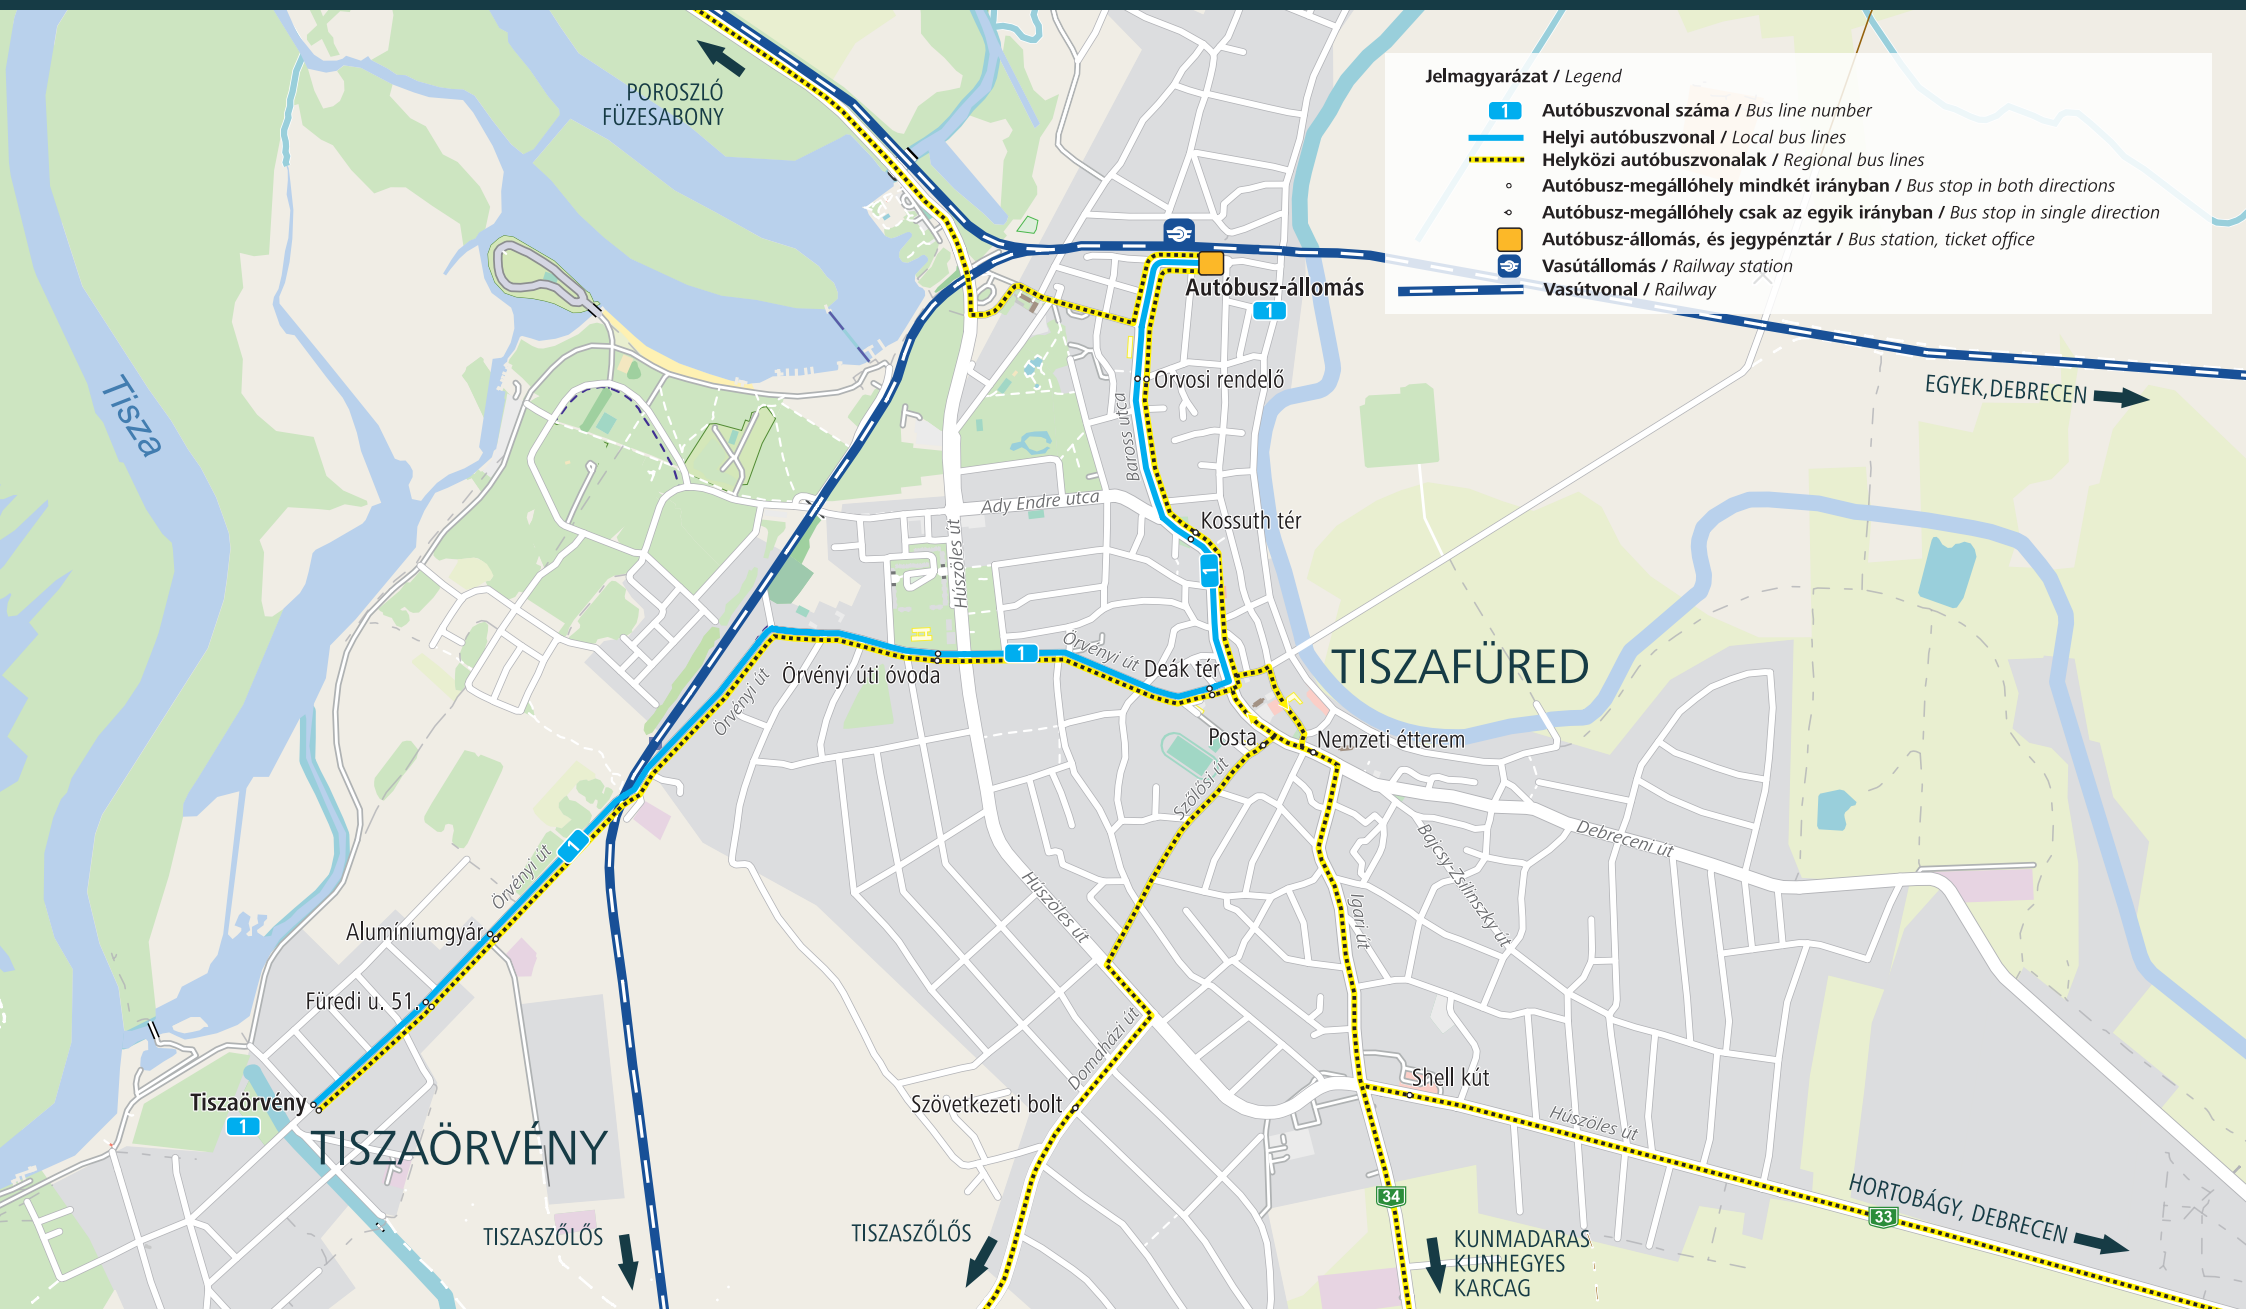 POROSZLÓ
FÜZESABONY
Jelmagyarázat / Legend
1 Autóbuszvonal száma / Bus line number
Helyi autóbuszvonal / Local bus lines
Helyközi autóbuszvonalak / Regional bus lines
Autóbusz-megállóhely mindkét irányban / Bus stop in both directions
Autóbusz-megállóhely csak az egyik irányban / Bus stop in single direction
Autóbusz-állomás, és jegypénztár / Bus station, ticket office
Vasútállomás / Railway station
Vasútvonal / Railway
Autóbusz-állomás
1
EGYEK,DEBRECEN
Tisza
Orvosi rendelő
Baross utca
Ady Endre utca
Kossuth tér
Húszöles út
1
Örvényi út
1
Deák tér
TISZAFÜRED
Örvényi úti óvoda
Örvényi út
Posta
Nemzeti étterem
Szőlősi út
Debreceni út
Bajcsy-Zsilinszky út
1
Örvényi út
Húszöles út
Igari út
Alumíniumgyár
Füredi u. 51.
Domaházi út
Shell kút
Szövetkezeti bolt
Tiszaörvény
1
TISZAÖRVÉNY
Húszöles út
34
HORTOBÁGY, DEBRECEN
33
TISZASZŐLŐS
TISZASZŐLŐS
KUNMADARAS
KUNHEGYES
KARCAG